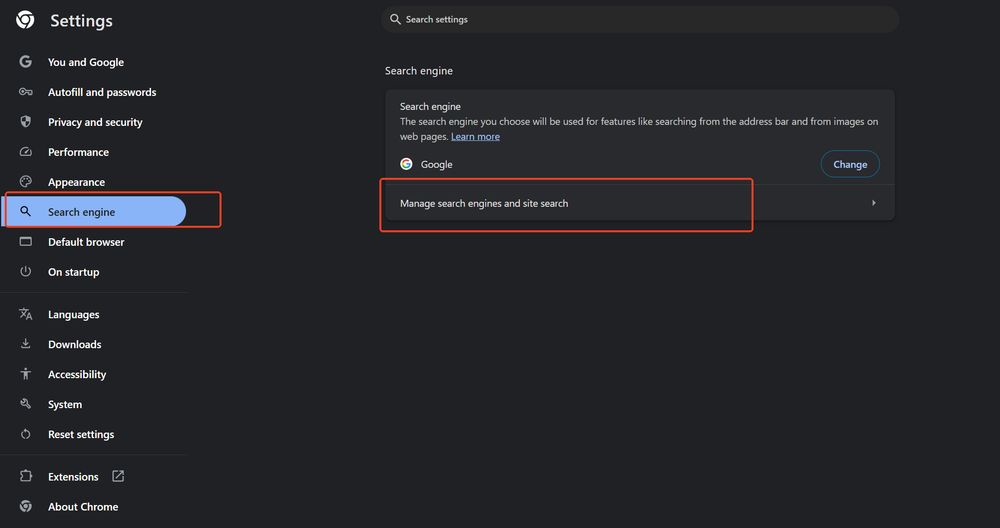 Settings
Search settings
You and Google
Autofill and passwords
Privacy and security
Performance
Appearance
Search engine
Default browser
On startup
Languages
Downloads
Accessibility
System
Reset settings
Extensions
About Chrome
Search engine
Search engine
The search engine you choose will be used for features like searching from the address bar and from images on
web pages. Learn more
Google
Change
Manage search engines and site search